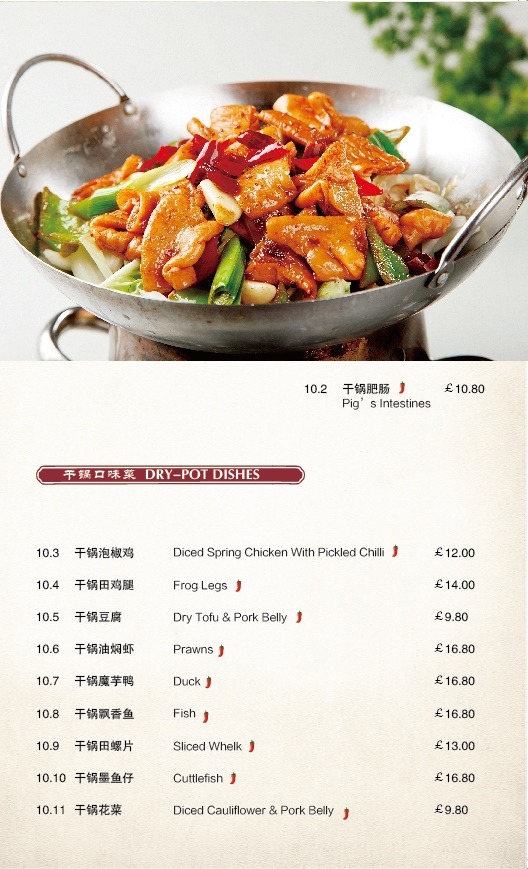 10.2 干锅肥肠 £10.80
Pig's Intestines
干锅口味菜 DRY-POT DISHES
10.3 干锅泡椒鸡 Diced Spring Chicken With Pickled Chilli £12.00
10.4 干锅田鸡腿 Frog Legs £14.00
10.5 干锅豆腐 Dry Tofu & Pork Belly £9.80
10.6 干锅油焖虾 Prawns £16.80
10.7 干锅魔芋鸭 Duck £16.80
10.8 干锅飘香鱼 Fish £16.80
10.9 干锅田螺片 Sliced Whelk £13.00
10.10 干锅墨鱼仔 Cuttlefish £16.80
10.11 干锅花菜 Diced Cauliflower & Pork Belly £9.80